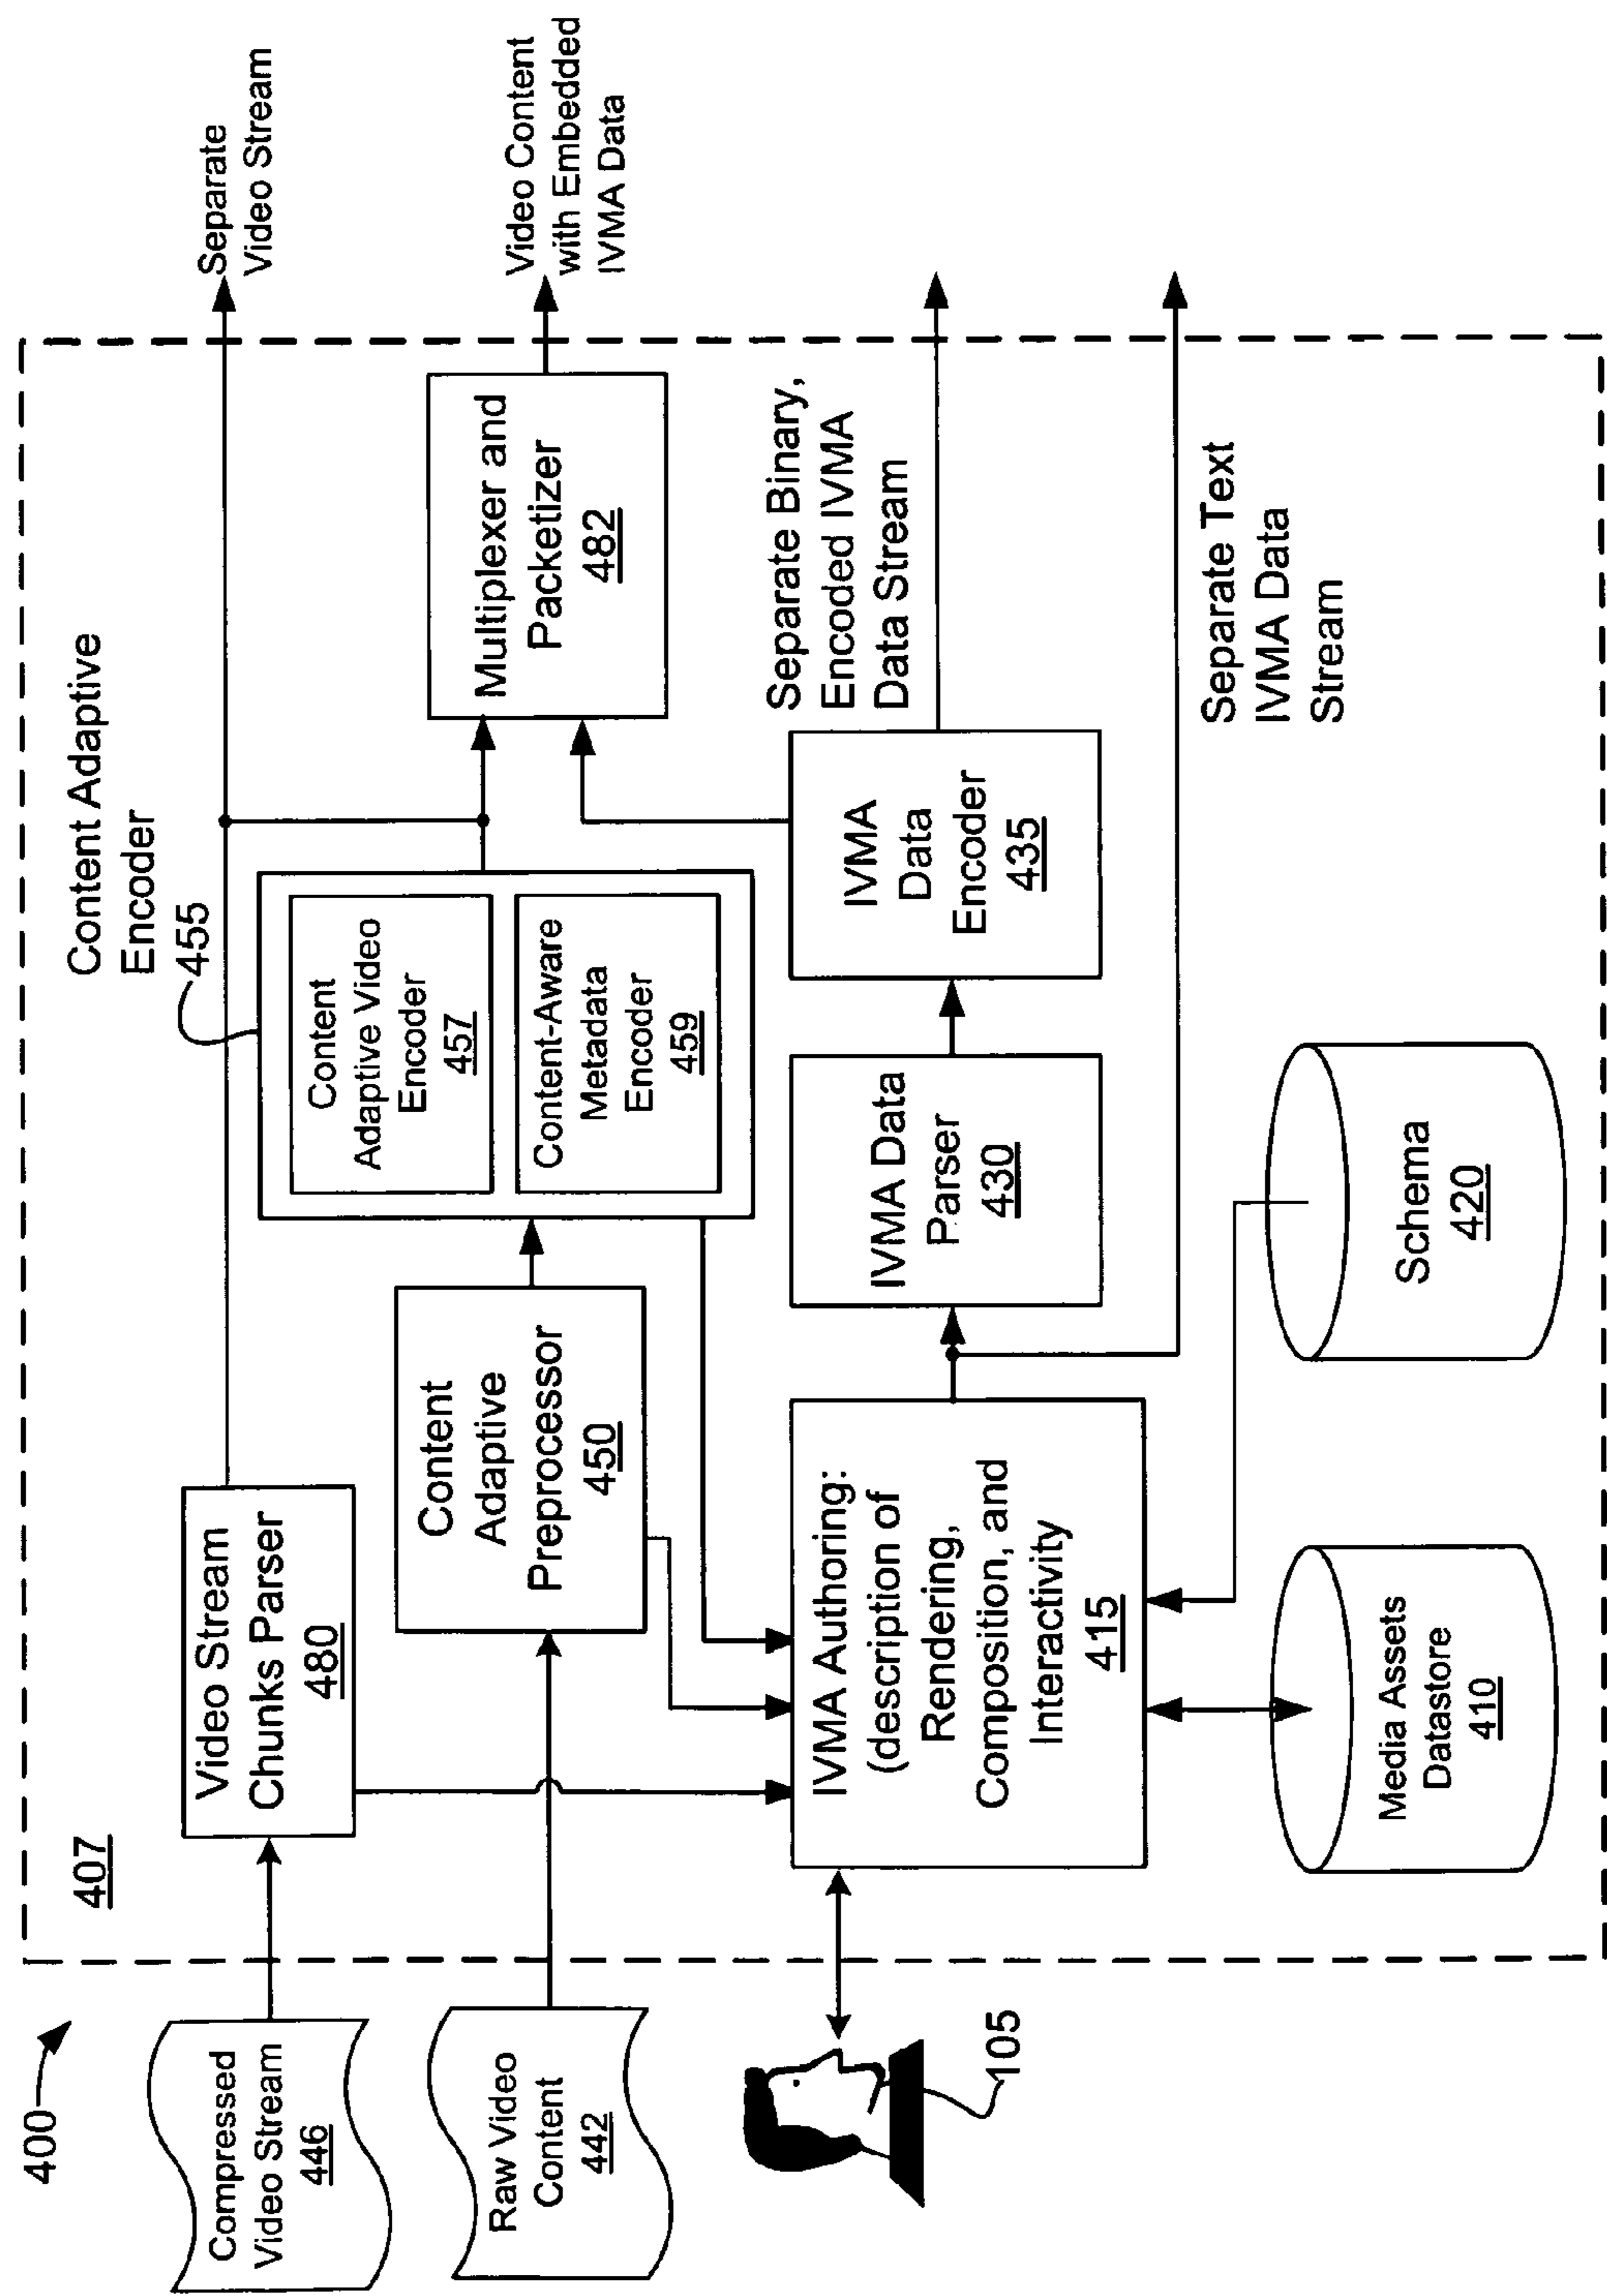 400
407
Compressed
Video Stream
446
Video Stream
Chunks Parser
480
Content Adaptive
Encoder
455
Separate
Video Stream
Raw Video
Content
442
Content
Adaptive
Preprocessor
450
Content
Adaptive Video
Encoder
457
Content-Aware
Metadata
Encoder
459
Multiplexer and
Packetizer
482
Video Content
with Embedded
IVMA Data
105
IVMA Authoring:
(description of
Rendering,
Composition, and
Interactivity
415
IVMA Data
Parser
430
IVMA
Data
Encoder
435
Separate Binary,
Encoded IVMA
Data Stream
Separate Text
IVMA Data
Stream
Media Assets
Datastore
410
Schema
420